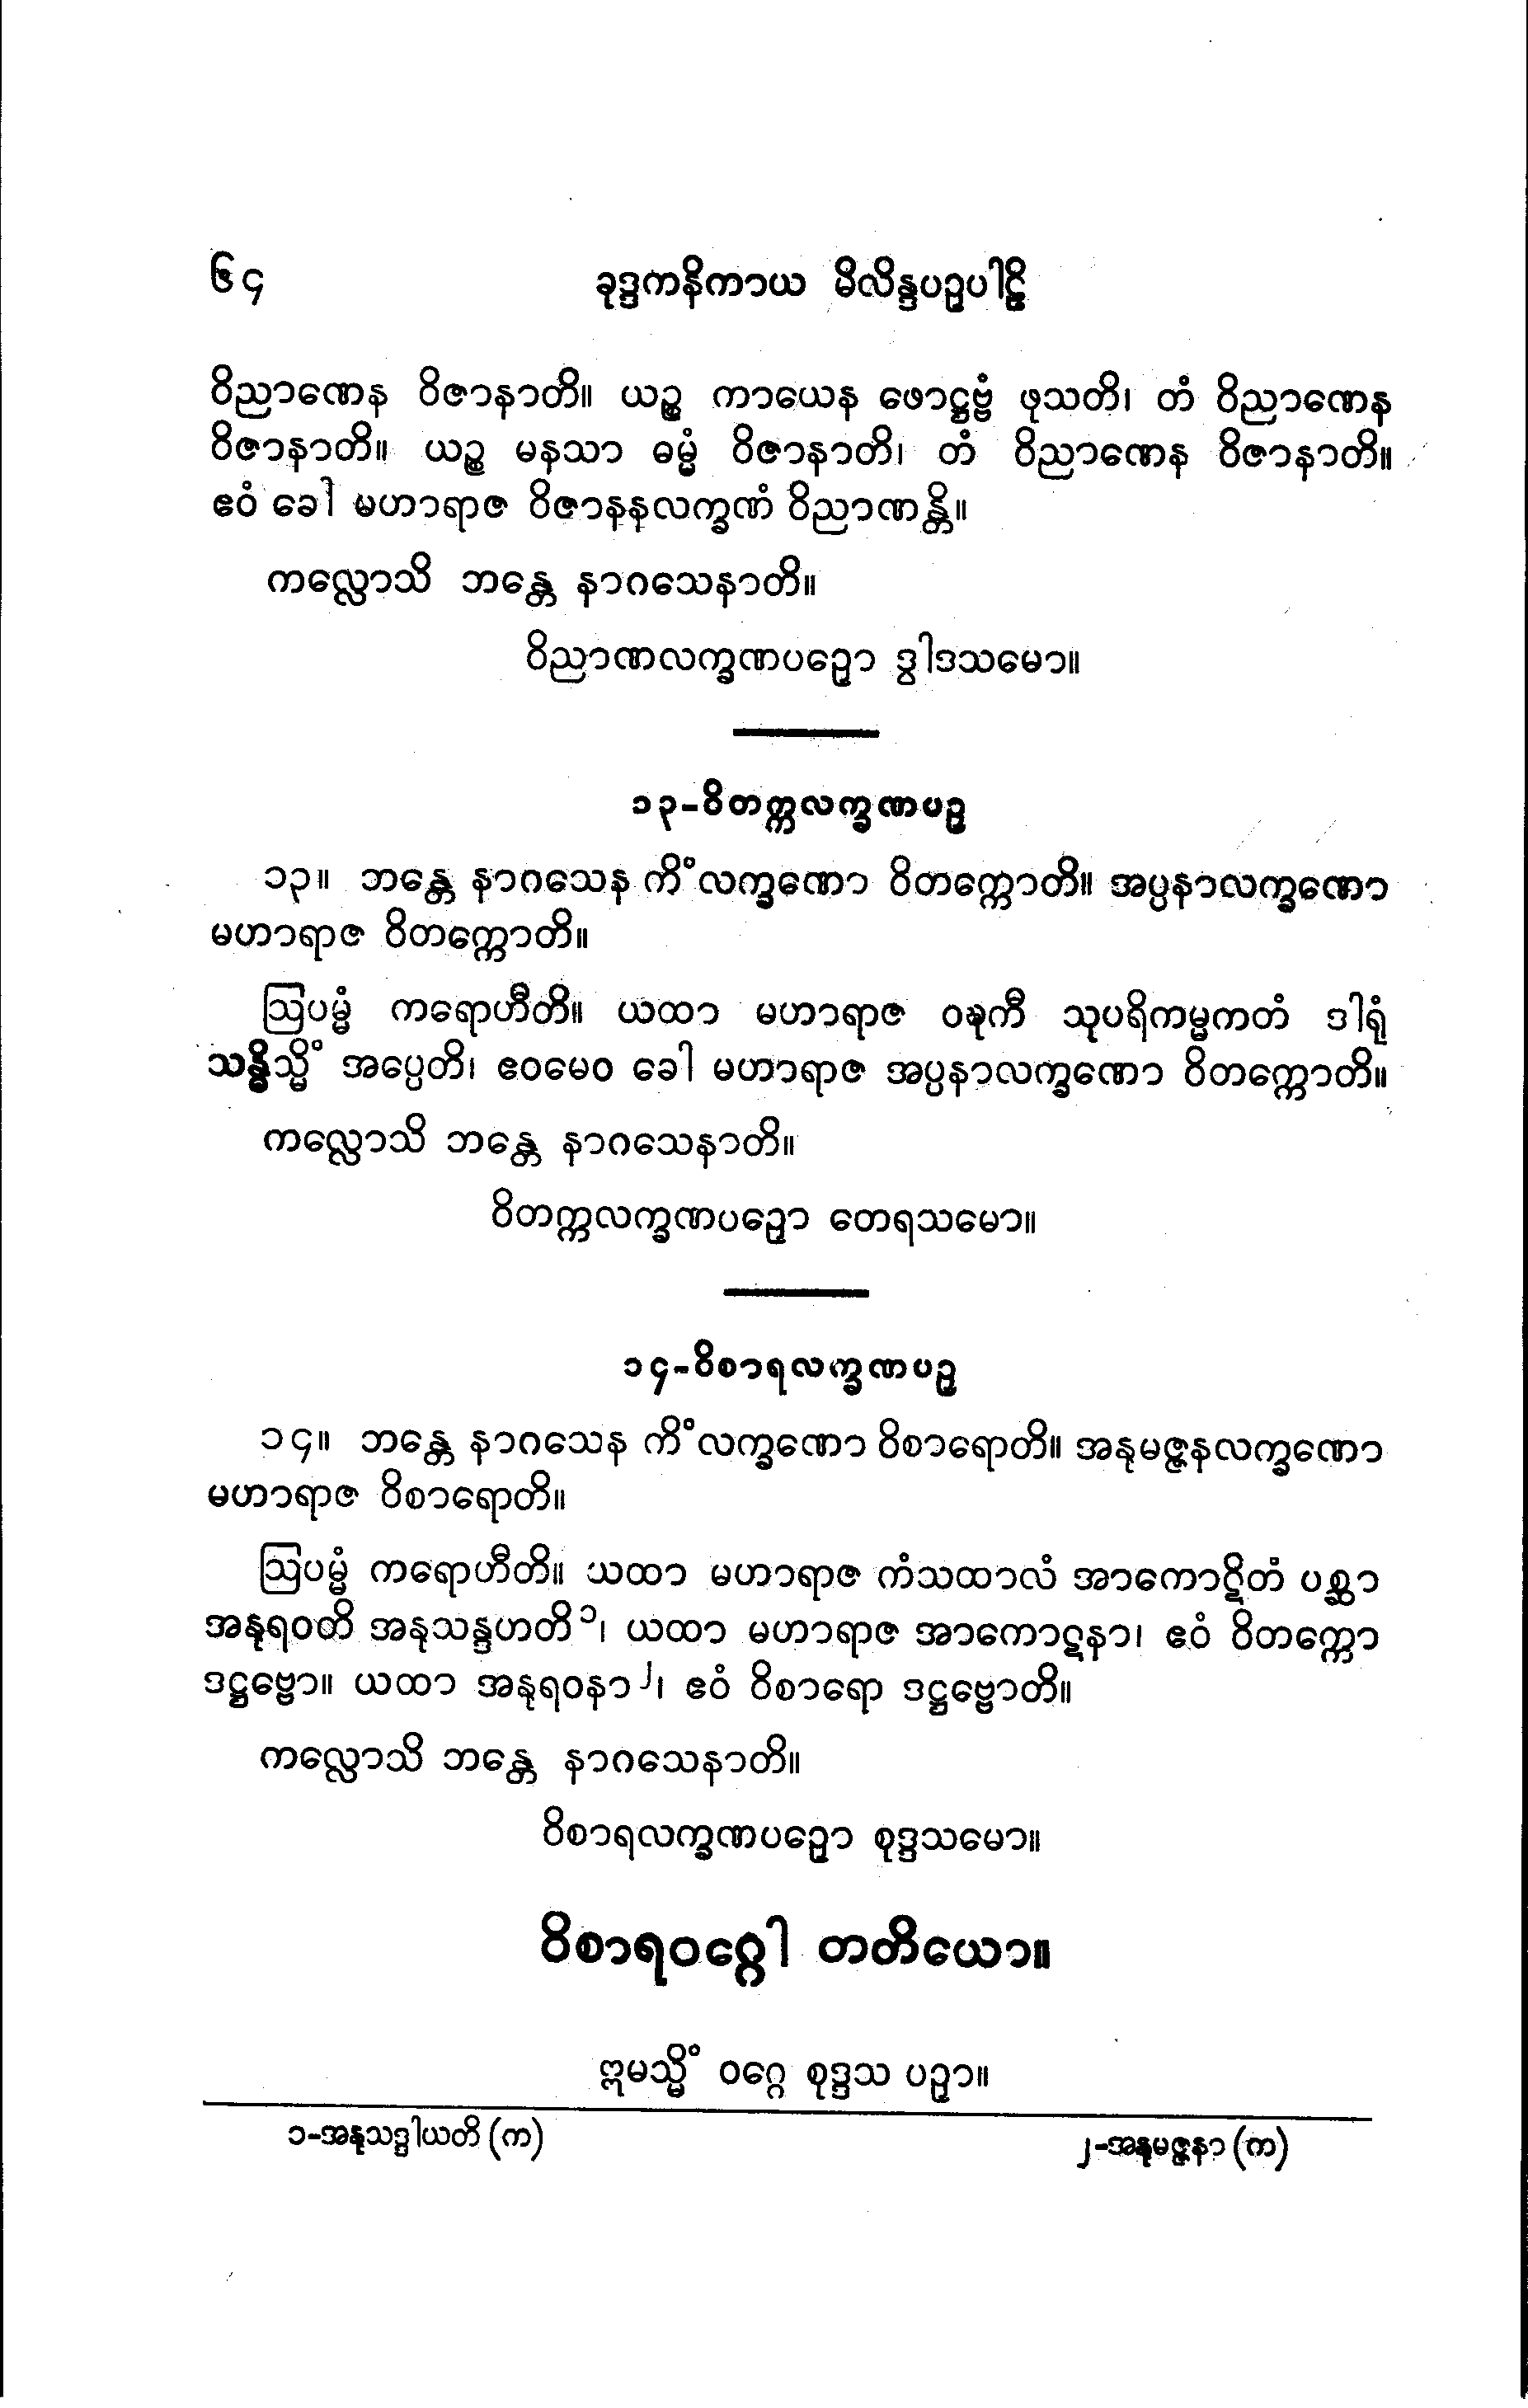 ၆၄ ခုဒ္ဒကနိကာယ မိလိန္ဒပဉှပါဠိ
ဝိညာဏေန ဝိဇာနာတိ။ ယဉ္စ ကာယေန ဖောဋ္ဌဗ္ဗံ ဖုသတိ၊ တံ ဝိညာဏေန
ဝိဇာနာတိ။ ယဉ္စ မနသာ ဓမ္မံ ဝိဇာနာတိ၊ တံ ဝိညာဏေန ဝိဇာနာတိ။
ဧဝံ ခေါ မဟာရာဇ ဝိဇာနနလက္ခဏံ ဝိညာဏန္တိ။
ကလ္လောသိ ဘန္တေ နာဂသေနာတိ။
ဝိညာဏလက္ခဏပဉှော ဒွါဒသမော။
၁၃-ဝိတက္ကလက္ခဏပဉှ
၁၃။ ဘန္တေ နာဂသေန ကိံလက္ခဏော ဝိတက္ကောတိ။ အပ္ပနာလက္ခဏော
မဟာရာဇ ဝိတက္ကောတိ။
ဩပမ္မံ ကရောဟီတိ။ ယထာ မဟာရာဇ ဝဍ္ဎကီ သုပရိကမ္မကတံ ဒါရုံ
သန္ဓိသ္မိံ အပ္ပေတိ၊ ဧဝမေဝ ခေါ မဟာရာဇ အပ္ပနာလက္ခဏော ဝိတက္ကောတိ။
ကလ္လောသိ ဘန္တေ နာဂသေနာတိ။
ဝိတက္ကလက္ခဏပဉှော တေရသမော။
၁၄-ဝိစာရလက္ခဏပဉှ
၁၄။ ဘန္တေ နာဂသေန ကိံလက္ခဏော ဝိစာရောတိ။ အနုမဇ္ဇနလက္ခဏော
မဟာရာဇ ဝိစာရောတိ။
ဩပမ္မံ ကရောဟီတိ။ ယထာ မဟာရာဇ ကံသထာလံ အာကောဋိတံ ပစ္ဆာ
အနုရဝတိ အနုသန္ဒဟတိ၁၊ ယထာ မဟာရာဇ အာကောဋနာ၊ ဧဝံ ဝိတက္ကော
ဒဋ္ဌဗ္ဗော။ ယထာ အနုရဝနာ၂၊ ဧဝံ ဝိစာရော ဒဋ္ဌဗ္ဗောတိ။
ကလ္လောသိ ဘန္တေ နာဂသေနာတိ။
ဝိစာရလက္ခဏပဉှော စုဒ္ဒသမော။
ဝိစာရဝဂ္ဂေါ တတိယော။
ဣမသ္မိံ ဝဂ္ဂေ စုဒ္ဒသ ပဉှာ။
၁-အနုသဒ္ဒါယတိ (က) ၂-အနုမဇ္ဇနာ (က)